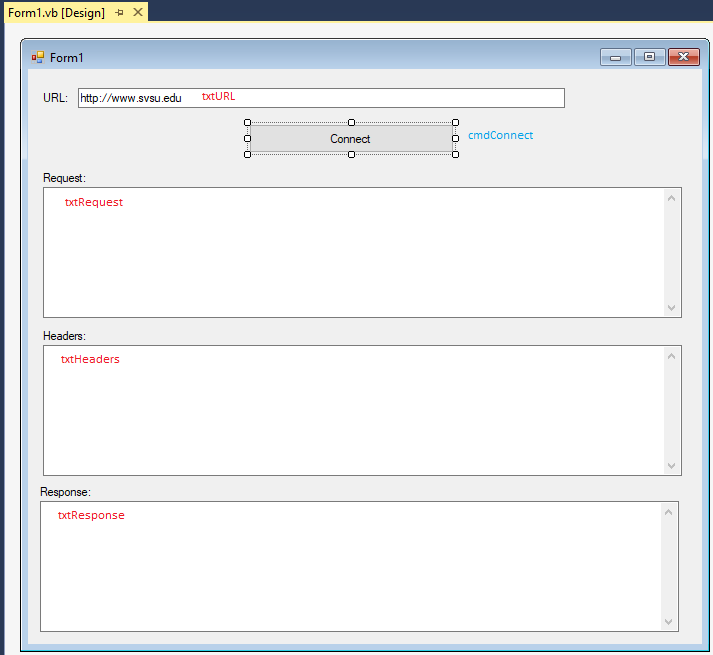 Form1.vb [Design]
Form1
URL: http://www.svsu.edu txtURL
Connect cmdConnect
Request:
txtRequest
Headers:
txtHeaders
Response:
txtResponse